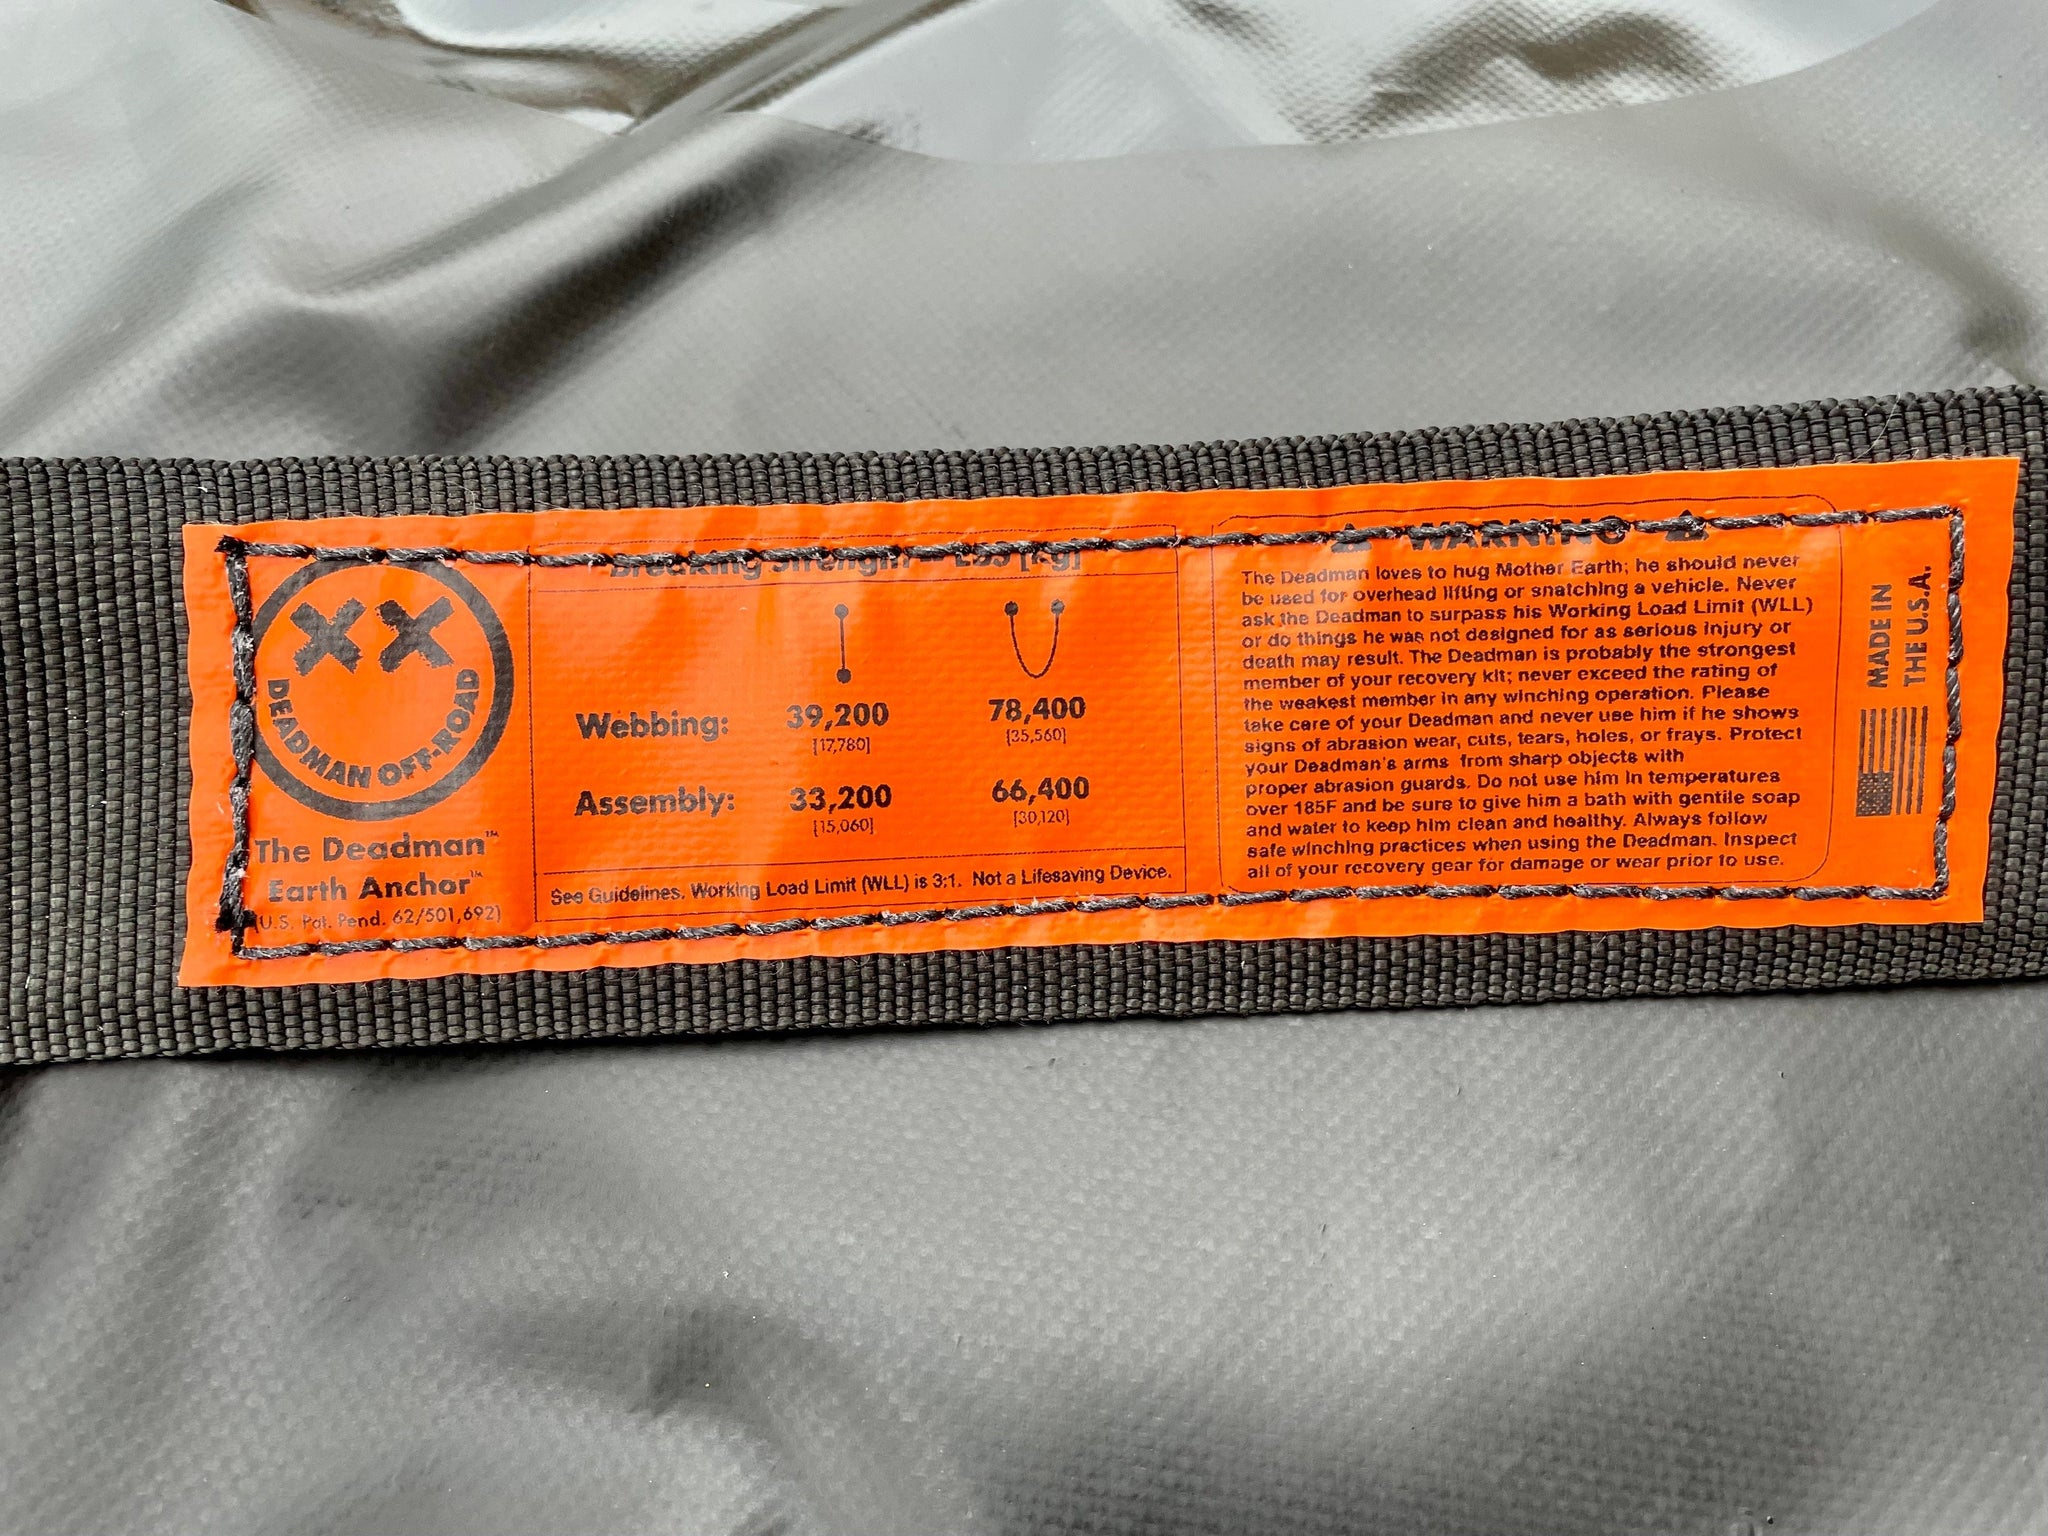 DEADMAN OFF-ROAD
The Deadman™
Earth Anchor™
(U.S. Pat. Pend. 62/501,692)
Breaking Strength – LBS [kg]
Webbing: 39,200 78,400
[17,780] [35,560]
Assembly: 33,200 66,400
[15,060] [30,120]
See Guidelines. Working Load Limit (WLL) is 3:1. Not a Lifesaving Device.
WARNING
The Deadman loves to hug Mother Earth; he should never
be used for overhead lifting or snatching a vehicle. Never
ask the Deadman to surpass his Working Load Limit (WLL)
or do things he was not designed for as serious injury or
death may result. The Deadman is probably the strongest
member of your recovery kit; never exceed the rating of
the weakest member in any winching operation. Please
take care of your Deadman and never use him if he shows
signs of abrasion wear, cuts, tears, holes, or frays. Protect
your Deadman's arms from sharp objects with
proper abrasion guards. Do not use him in temperatures
over 185F and be sure to give him a bath with gentile soap
and water to keep him clean and healthy. Always follow
safe winching practices when using the Deadman. Inspect
all of your recovery gear for damage or wear prior to use.
MADE IN
THE U.S.A.